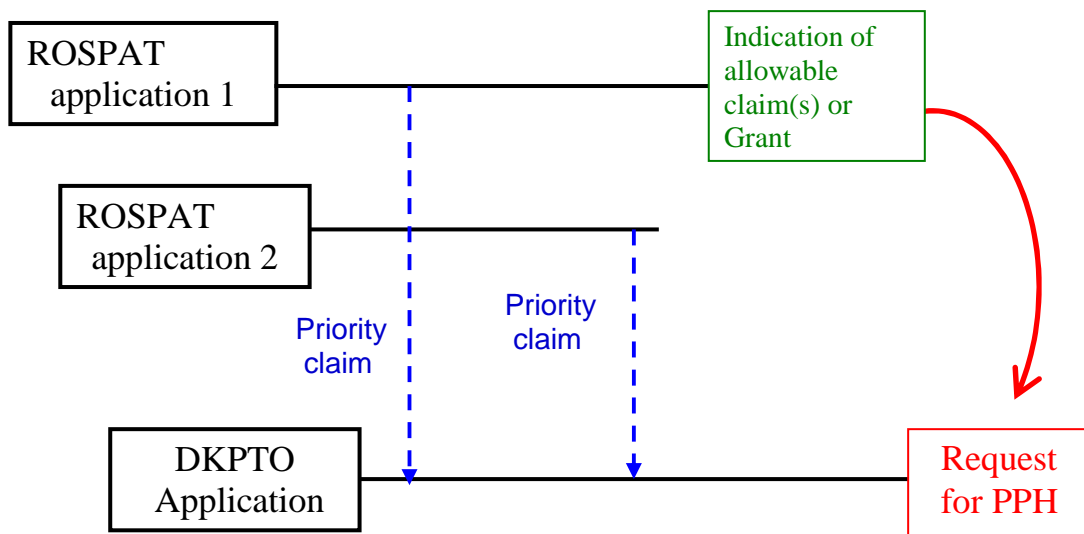 ROSPAT
application 1
Indication of
allowable
claim(s) or
Grant
ROSPAT
application 2
Priority
claim
Priority
claim
DKPTO
Application
Request
for PPH